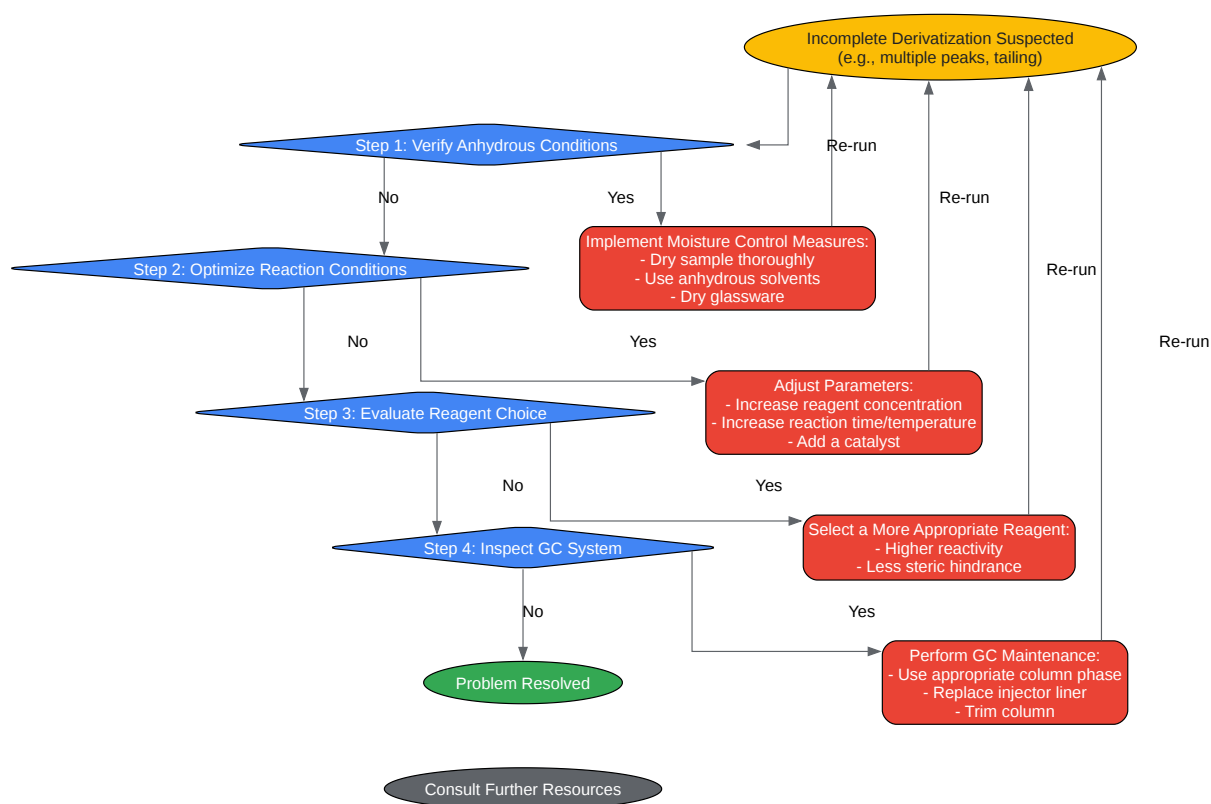 Incomplete Derivatization Suspected
(e.g., multiple peaks, tailing)
Step 1: Verify Anhydrous Conditions
Re-run
No
Yes
Re-run
Implement Moisture Control Measures:
- Dry sample thoroughly
- Use anhydrous solvents
- Dry glassware
Step 2: Optimize Reaction Conditions
Re-run
No
Yes
Re-run
Adjust Parameters:
- Increase reagent concentration
- Increase reaction time/temperature
- Add a catalyst
Step 3: Evaluate Reagent Choice
No
Yes
Select a More Appropriate Reagent:
- Higher reactivity
- Less steric hindrance
Step 4: Inspect GC System
No
Yes
Perform GC Maintenance:
- Use appropriate column phase
- Replace injector liner
- Trim column
Problem Resolved
Consult Further Resources